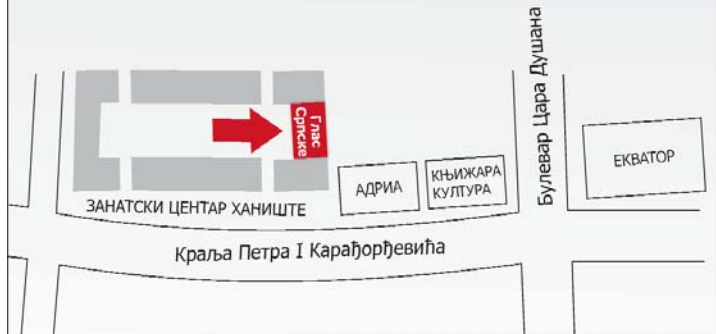 Булевар Цара Душана
Глас
Српске
АДРИА
КЊИЖАРА
КУЛТУРА
ЕКВАТОР
ЗАНАТСКИ ЦЕНТАР ХАНИШТЕ
Краља Петра I Карађорђевића